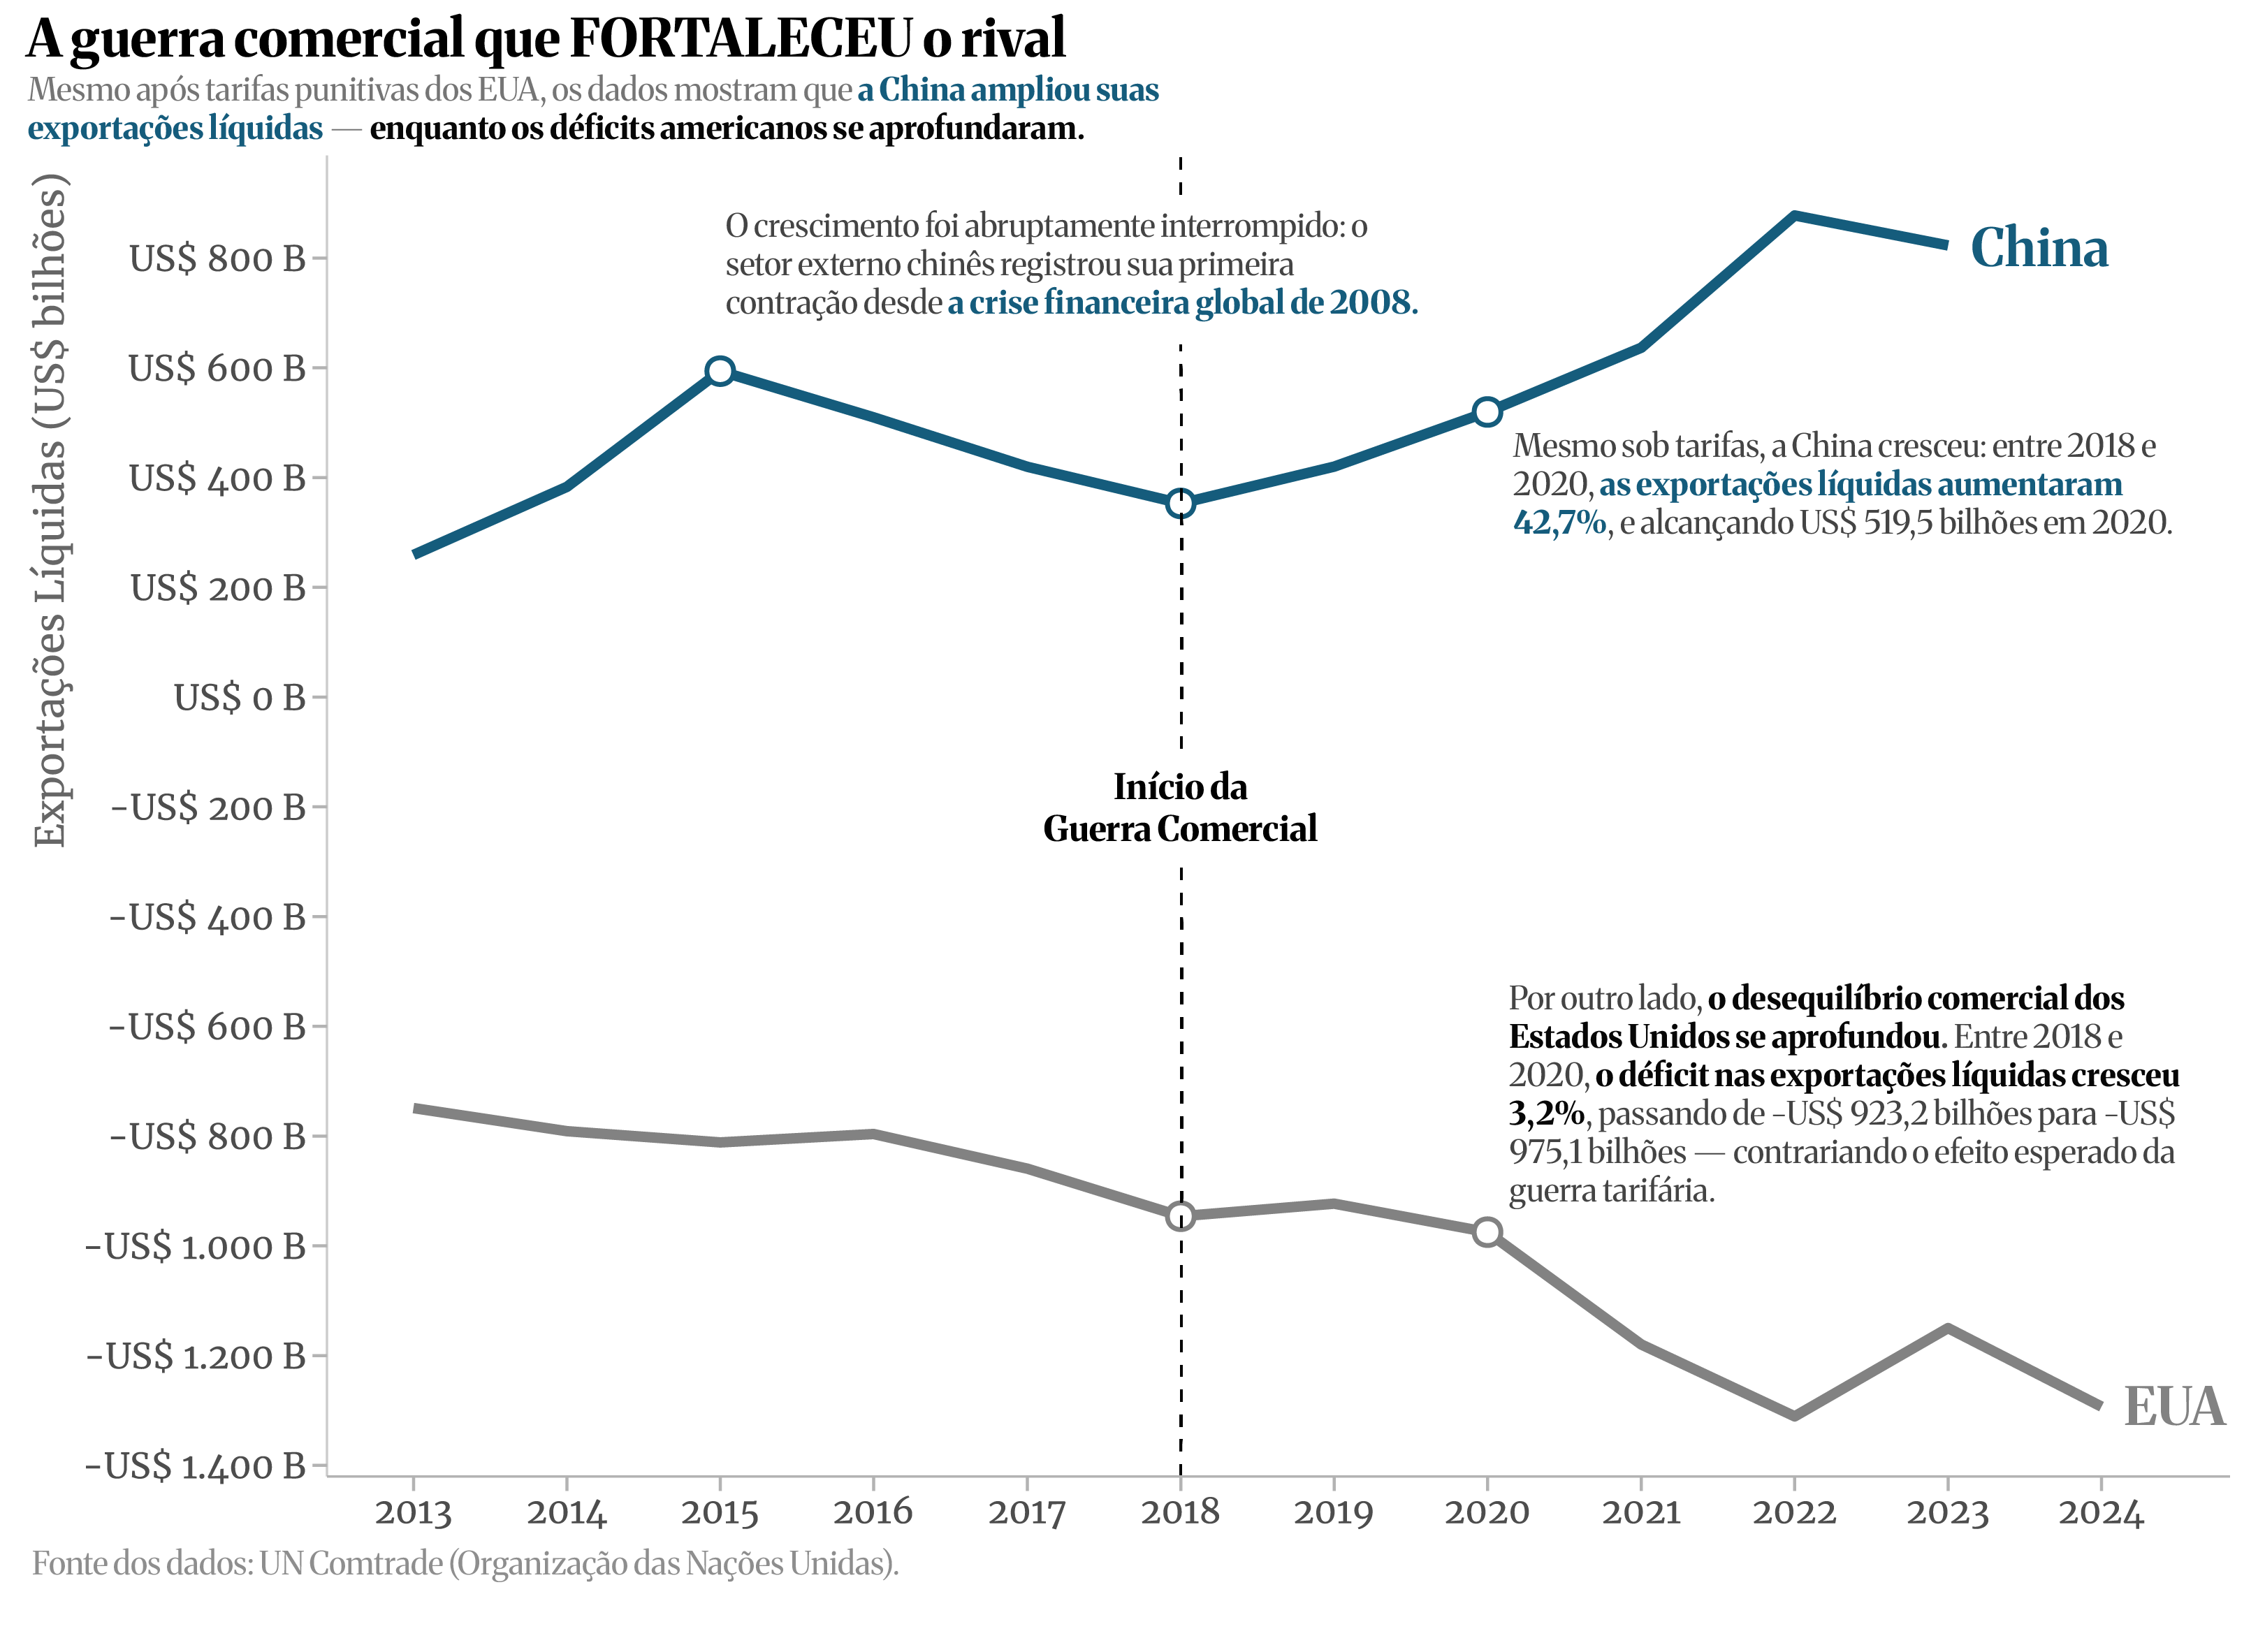 A guerra comercial que FORTALECEU o rival
Mesmo após tarifas punitivas dos EUA, os dados mostram que a China ampliou suas
exportações líquidas — enquanto os déficits americanos se aprofundaram.
Exportações Líquidas (US$ bilhões)
US$ 800 B
US$ 600 B
US$ 400 B
US$ 200 B
US$ 0 B
-US$ 200 B
-US$ 400 B
-US$ 600 B
-US$ 800 B
-US$ 1.000 B
-US$ 1.200 B
-US$ 1.400 B
O crescimento foi abruptamente interrompido: o
setor externo chinês registrou sua primeira
contração desde a crise financeira global de 2008.
China
Mesmo sob tarifas, a China cresceu: entre 2018 e
2020, as exportações líquidas aumentaram
42,7%, e alcançando US$ 519,5 bilhões em 2020.
Início da
Guerra Comercial
Por outro lado, o desequilíbrio comercial dos
Estados Unidos se aprofundou. Entre 2018 e
2020, o déficit nas exportações líquidas cresceu
3,2%, passando de -US$ 923,2 bilhões para -US$
975,1 bilhões — contrariando o efeito esperado da
guerra tarifária.
EUA
2013 2014 2015 2016 2017 2018 2019 2020 2021 2022 2023 2024
Fonte dos dados: UN Comtrade (Organização das Nações Unidas).